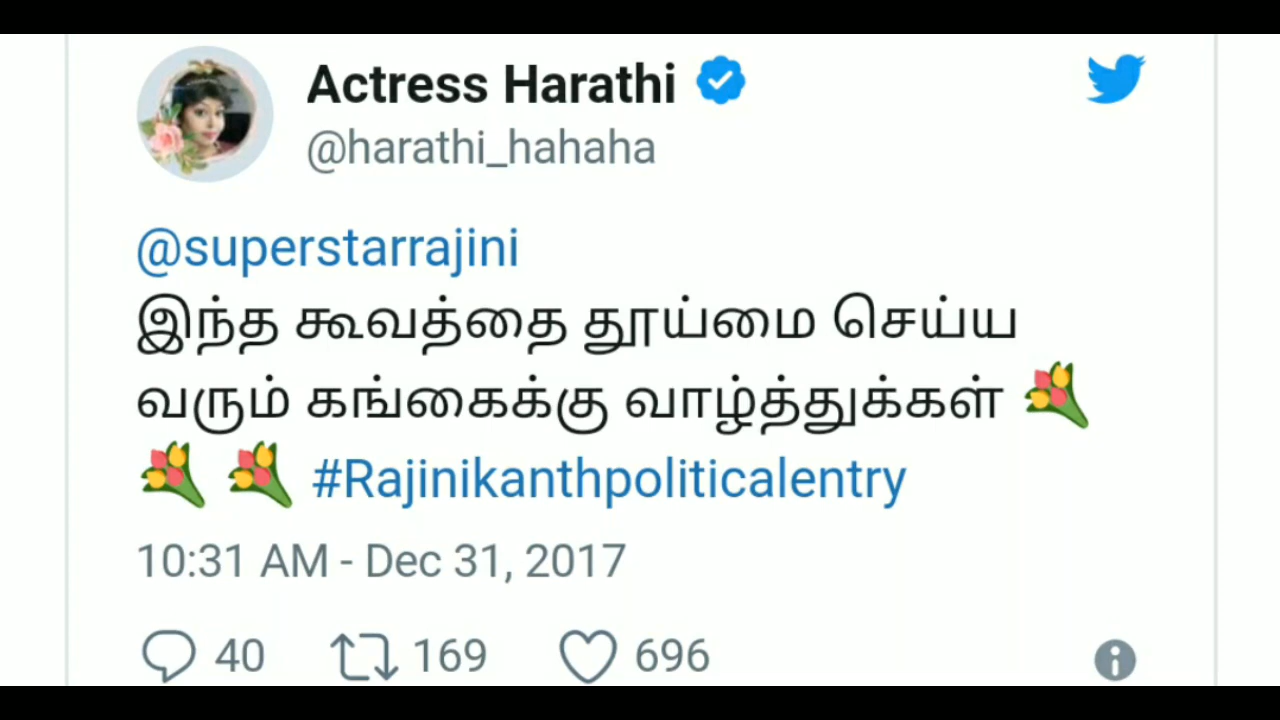 Actress Harathi
@harathi_hahaha
@superstarrajini
இந்த கூவத்தை தூய்மை செய்ய
வரும் கங்கைக்கு வாழ்த்துக்கள் 💐
💐 💐 #Rajinikanthpoliticalentry
10:31 AM - Dec 31, 2017
40 169 696